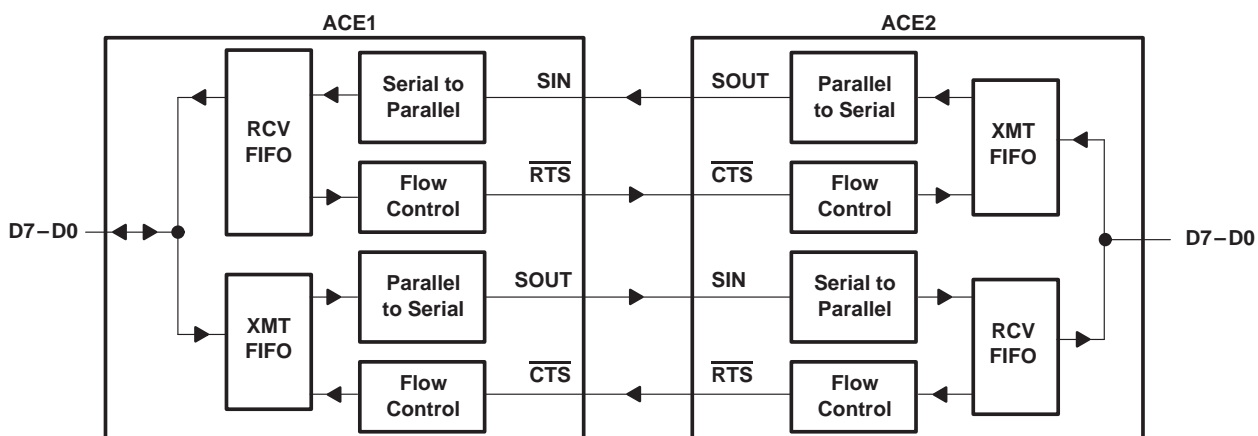 ACE1
ACE2
RCV
FIFO
Serial to
Parallel
SIN
SOUT
Parallel
to Serial
XMT
FIFO
Flow
Control
RTS
CTS
Flow
Control
D7–D0
D7–D0
XMT
FIFO
Parallel
to Serial
SOUT
SIN
Serial to
Parallel
RCV
FIFO
Flow
Control
CTS
RTS
Flow
Control